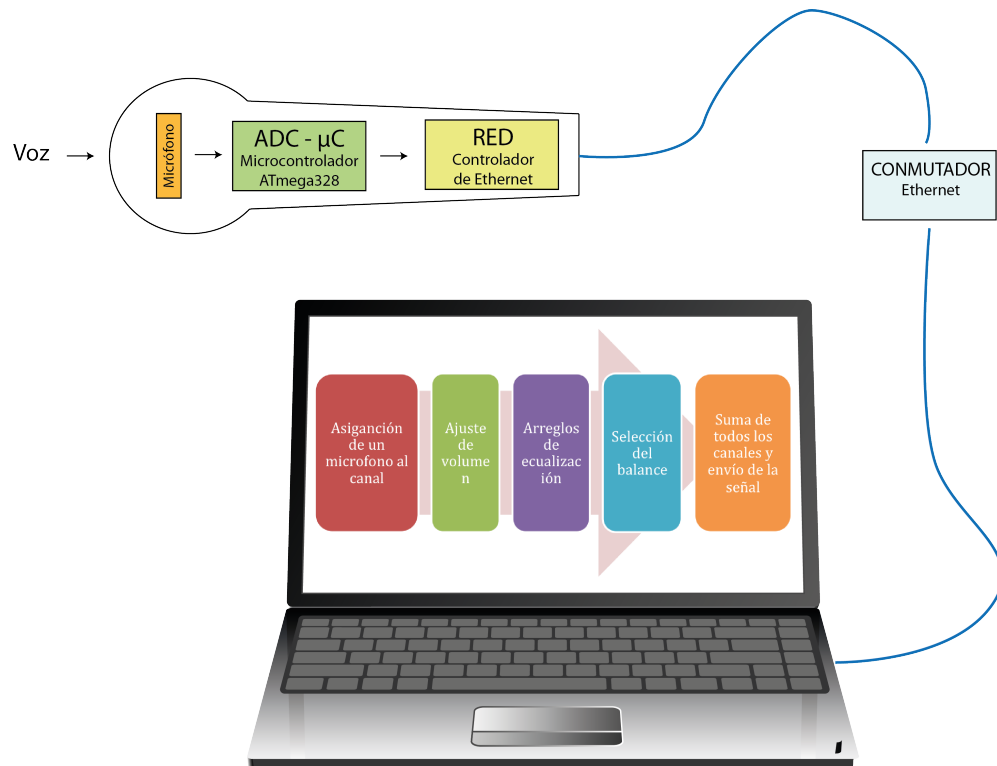 Voz
Micrófono
ADC - µC
Microcontrolador
ATmega328
RED
Controlador
de Ethernet
CONMUTADOR
Ethernet
Asigancíón
de un
microfono al
canal
Ajuste
de
volume
n
Arreglos
de
ecualizac
ión
Selección
del
balance
Suma de
todos los
canales y
envío de la
señal